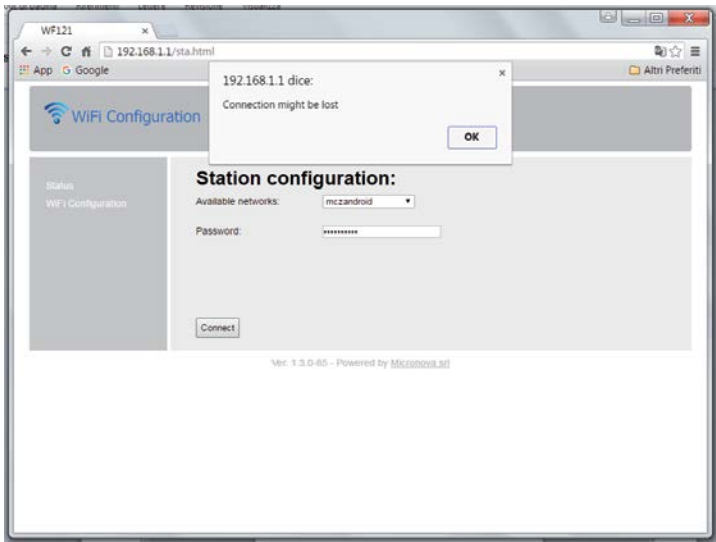 WF121
192.168.1.1/sta.html
App Google
Altri Preferiti
192.168.1.1 dice:
Connection might be lost
OK
WiFi Configuration
Status
WiFi Configuration
Station configuration:
Available networks: mczandroid
Password: ••••••••••
Connect
Ver. 1.3.0-65 - Powered by Micronova srl